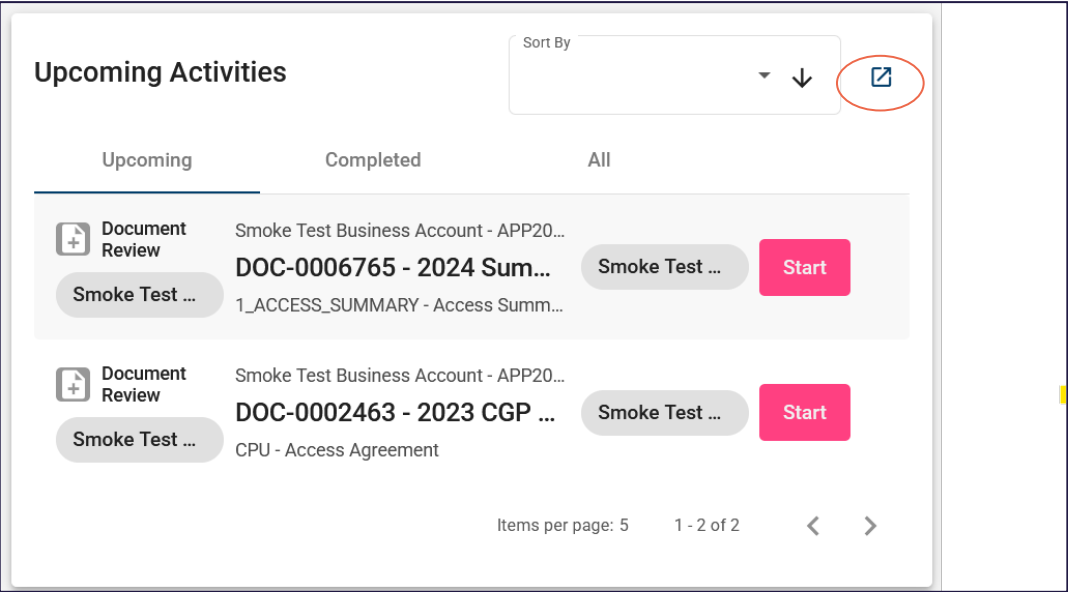 Sort By
Upcoming Activities
Upcoming Completed All
Document Review
Smoke Test ...
Smoke Test Business Account - APP20...
DOC-0006765 - 2024 Sum...
1_ACCESS_SUMMARY - Access Summ...
Smoke Test ...
Start
Document Review
Smoke Test ...
Smoke Test Business Account - APP20...
DOC-0002463 - 2023 CGP ...
CPU - Access Agreement
Smoke Test ...
Start
Items per page: 5 1 - 2 of 2